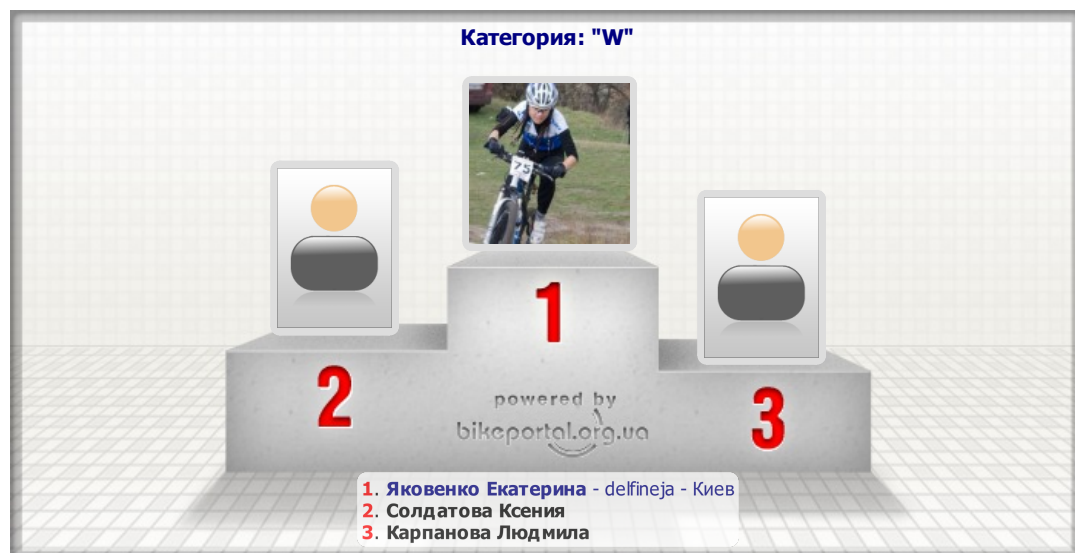 Категория: "W"
75
1
2
3
powered by
bikeportal.org.ua
1. Яковенко Екатерина - delfineja - Киев
2. Солдатова Ксения
3. Карпанова Людмила